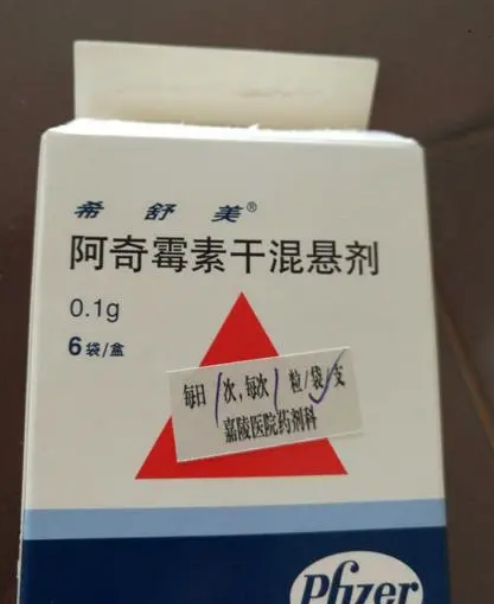 希舒美®
阿奇霉素干混悬剂
0.1g
6袋/盒
每日1次,每次1粒/袋/支
嘉陵医院药剂科
Pfizer